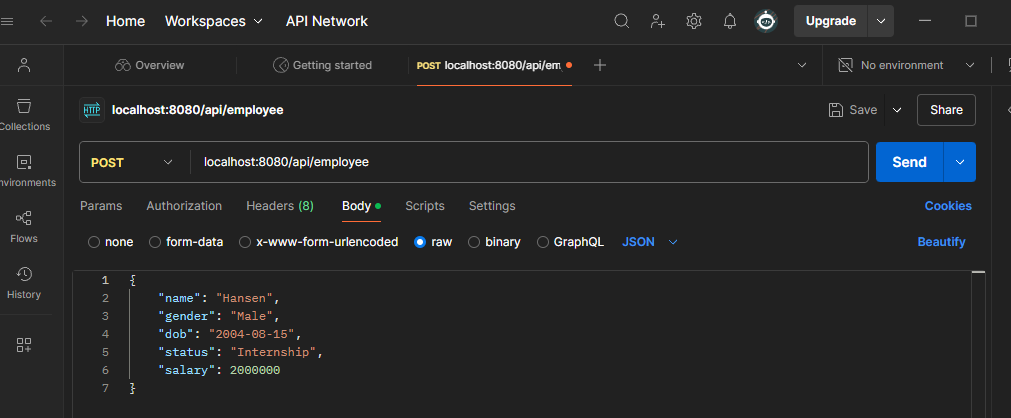 Home Workspaces API Network Upgrade
Overview Getting started POST localhost:8080/api/em No environment
HTTP localhost:8080/api/employee Save Share
Collections
POST localhost:8080/api/employee Send
nvironments
Params Authorization Headers (8) Body Scripts Settings Cookies
Flows
none form-data x-www-form-urlencoded raw binary GraphQL JSON Beautify
History
1 {
2 "name": "Hansen",
3 "gender": "Male",
4 "dob": "2004-08-15",
5 "status": "Internship",
6 "salary": 2000000
7 }